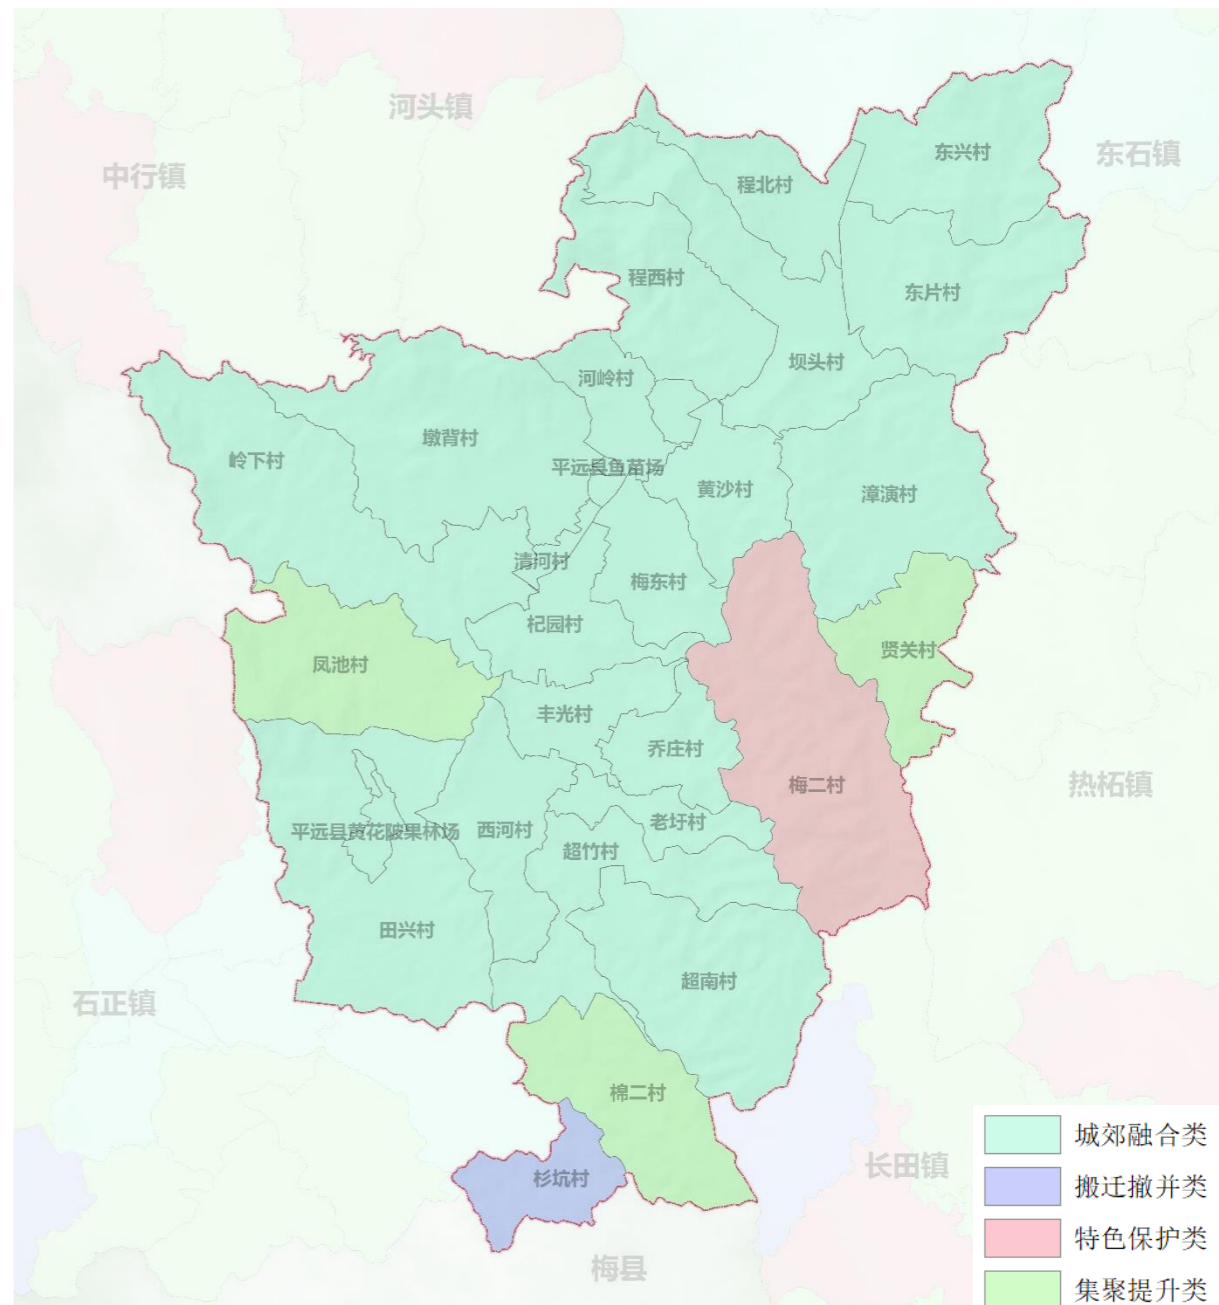 河头镇
中行镇
东石镇
东兴村
程北村
程西村
东片村
坝头村
河岭村
墩背村
岭下村
平远县鱼苗场
黄沙村
漳演村
清河村
梅东村
杞园村
贤关村
凤池村
丰光村
乔庄村
梅二村
热柘镇
老圩村
平远县黄花陂果林场
西河村
超竹村
田兴村
超南村
石正镇
棉二村
杉坑村
长田镇
梅县
城郊融合类
搬迁撤并类
特色保护类
集聚提升类